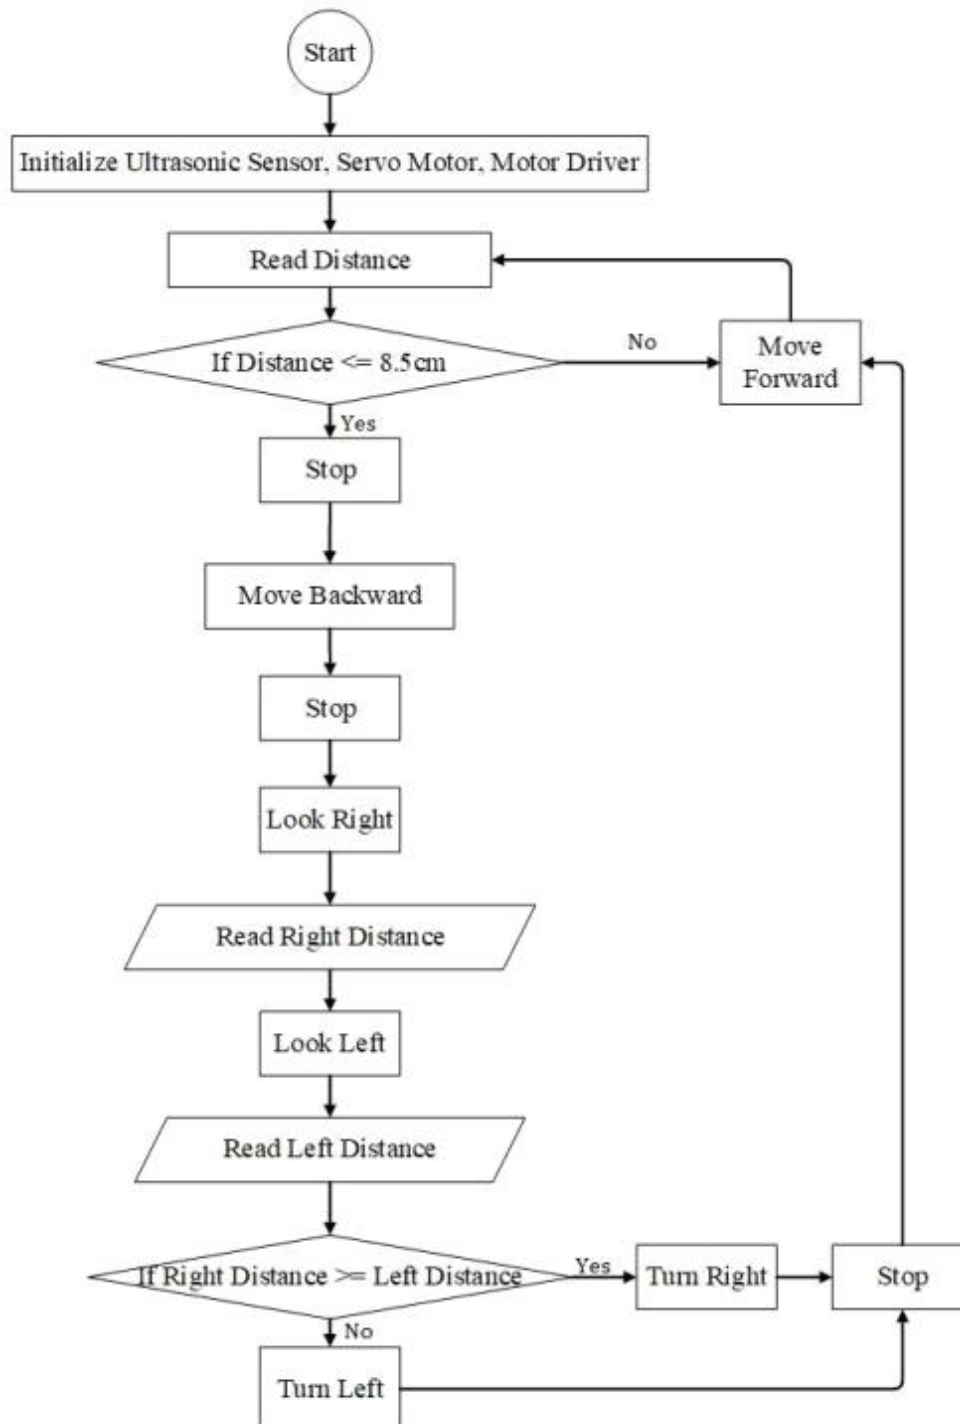 Start
Initialize Ultrasonic Sensor, Servo Motor, Motor Driver
Read Distance
If Distance <= 8.5cm
No
Move
Forward
Yes
Stop
Move Backward
Stop
Look Right
Read Right Distance
Look Left
Read Left Distance
If Right Distance >= Left Distance
Yes
Turn Right
Stop
No
Turn Left